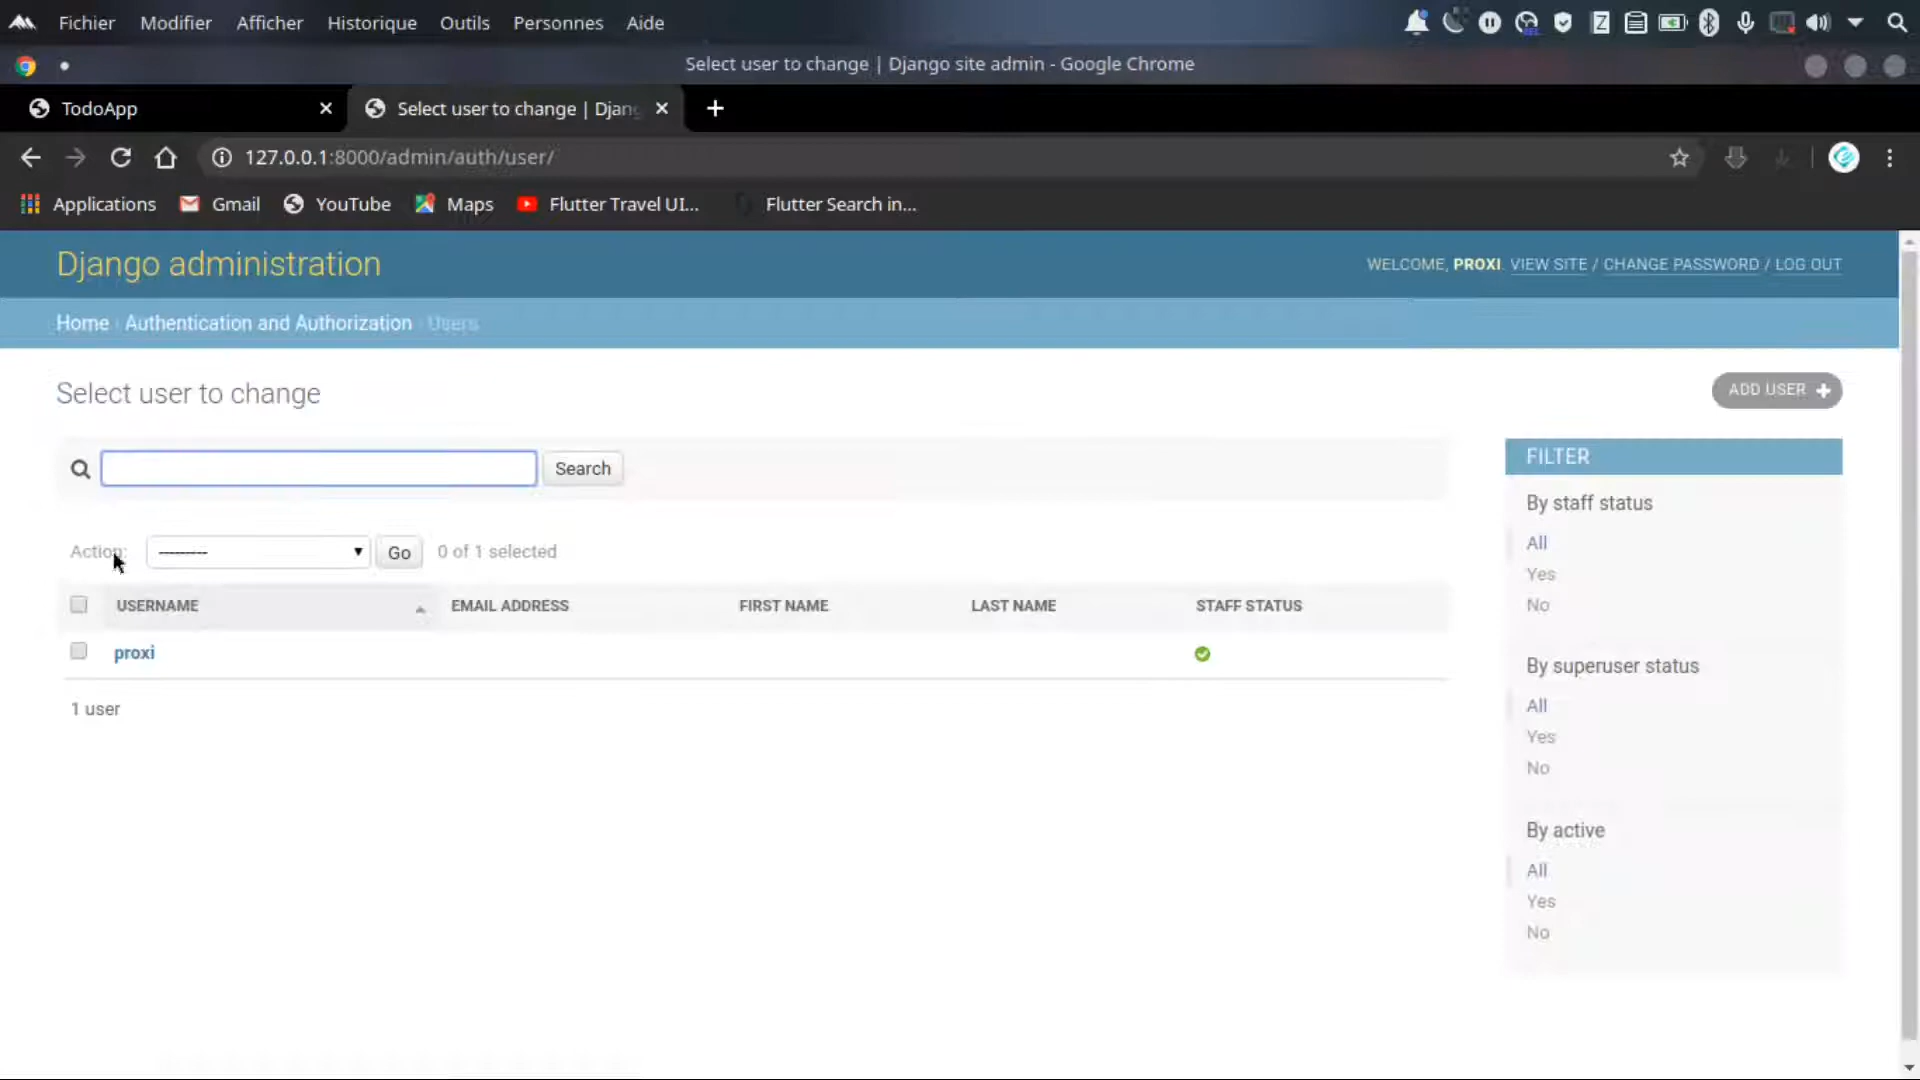 Fichier Modifier Afficher Historique Outils Personnes Aide
Select user to change | Django site admin - Google Chrome
TodoApp Select user to change | Djan
127.0.0.1:8000/admin/auth/user/
Applications Gmail YouTube Maps Flutter Travel UI... Flutter Search in...
Django administration
WELCOME, PROXI. VIEW SITE / CHANGE PASSWORD / LOG OUT
Home › Authentication and Authorization › Users
Select user to change
ADD USER +
Search
FILTER
By staff status
All
Yes
No
By superuser status
All
Yes
No
By active
All
Yes
No
Action: --------- Go 0 of 1 selected
USERNAME EMAIL ADDRESS FIRST NAME LAST NAME STAFF STATUS
proxi
1 user